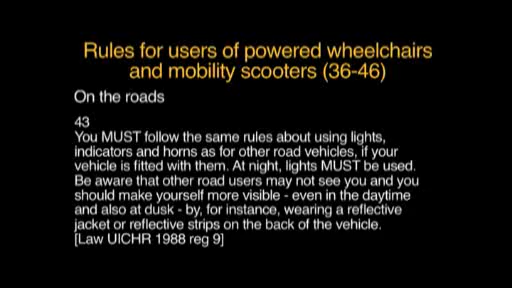 Rules for users of powered wheelchairs
and mobility scooters (36-46)
On the roads
43
You MUST follow the same rules about using lights,
indicators and horns as for other road vehicles, if your
vehicle is fitted with them. At night, lights MUST be used.
Be aware that other road users may not see you and you
should make yourself more visible - even in the daytime
and also at dusk - by, for instance, wearing a reflective
jacket or reflective strips on the back of the vehicle.
[Law UICHR 1988 reg 9]